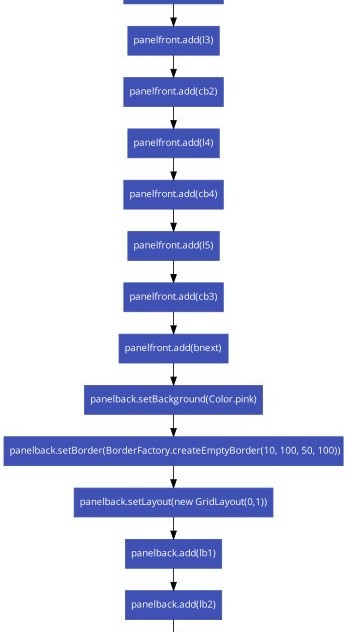 panelfront.add(l3)
panelfront.add(cb2)
panelfront.add(l4)
panelfront.add(cb4)
panelfront.add(l5)
panelfront.add(cb3)
panelfront.add(bnext)
panelback.setBackground(Color.pink)
panelback.setBorder(BorderFactory.createEmptyBorder(10, 100, 50, 100))
panelback.setLayout(new GridLayout(0,1))
panelback.add(lb1)
panelback.add(lb2)